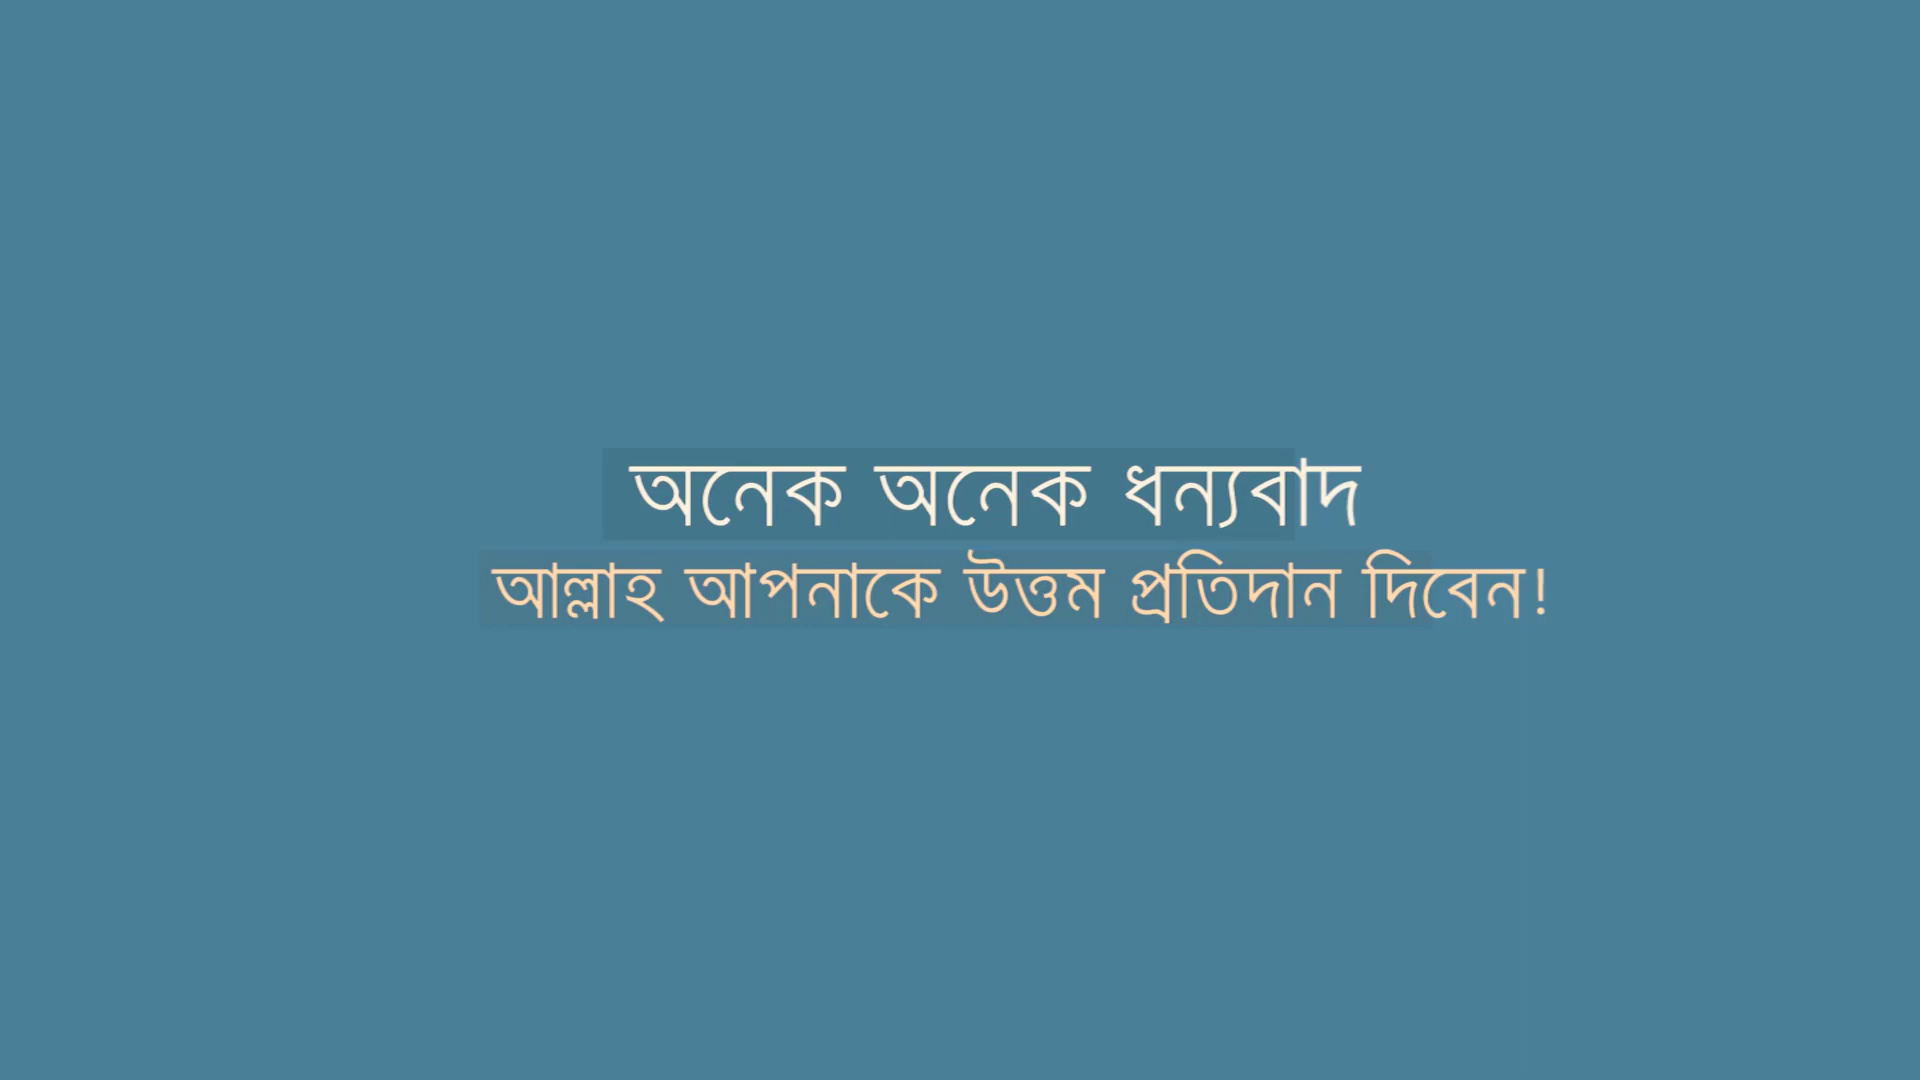 অনেক অনেক ধন্যবাদ
আল্লাহ আপনাকে উত্তম প্রতিদান দিবেন!